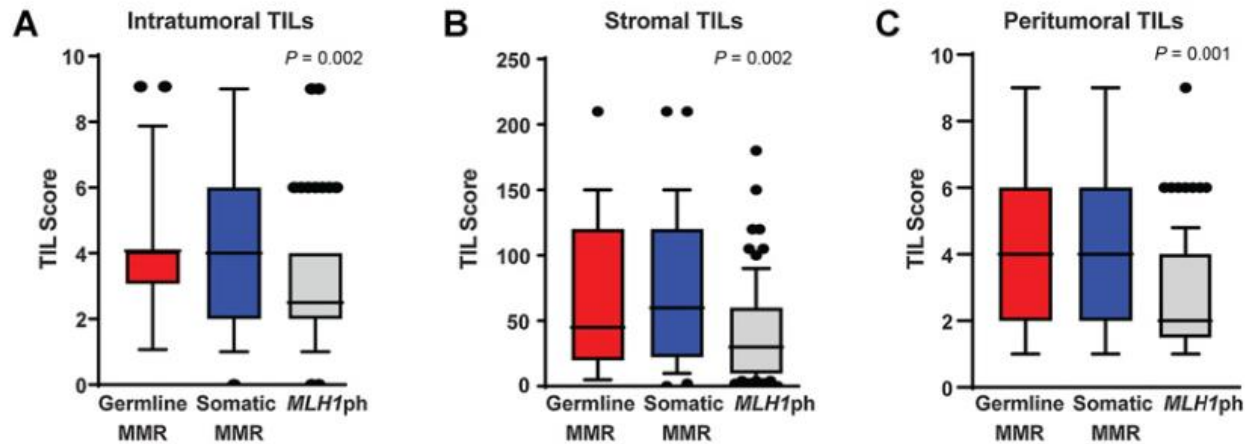 A Intratumoral TILs
P = 0.002
TIL Score
10
8
6
4
2
0
Germline MMR
Somatic MMR
MLH1ph
B Stromal TILs
P = 0.002
TIL Score
250
200
150
100
50
0
Germline MMR
Somatic MMR
MLH1ph
C Peritumoral TILs
P = 0.001
TIL Score
10
8
6
4
2
0
Germline MMR
Somatic MMR
MLH1ph